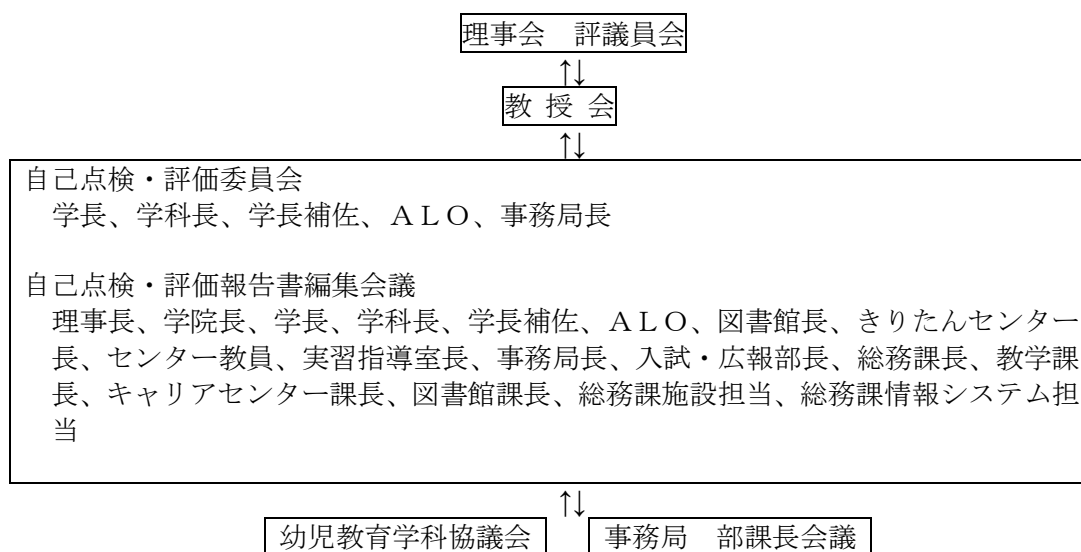 理事会　評議員会
↑↓
教 授 会
↑↓
自己点検・評価委員会
学長、学科長、学長補佐、ＡＬＯ、事務局長
自己点検・評価報告書編集会議
理事長、学院長、学長、学科長、学長補佐、ＡＬＯ、図書館長、きりたんセンター
長、センター教員、実習指導室長、事務局長、入試・広報部長、総務課長、教学課
長、キャリアセンター課長、図書館課長、総務課施設担当、総務課情報システム担
当
↑↓
幼児教育学科協議会　事務局　部課長会議